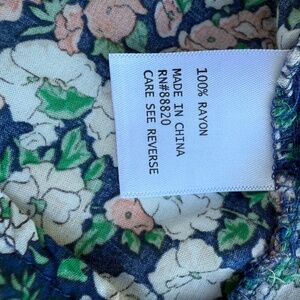 100% RAYON
MADE IN CHINA
RN#88820
CARE SEE REVERSE